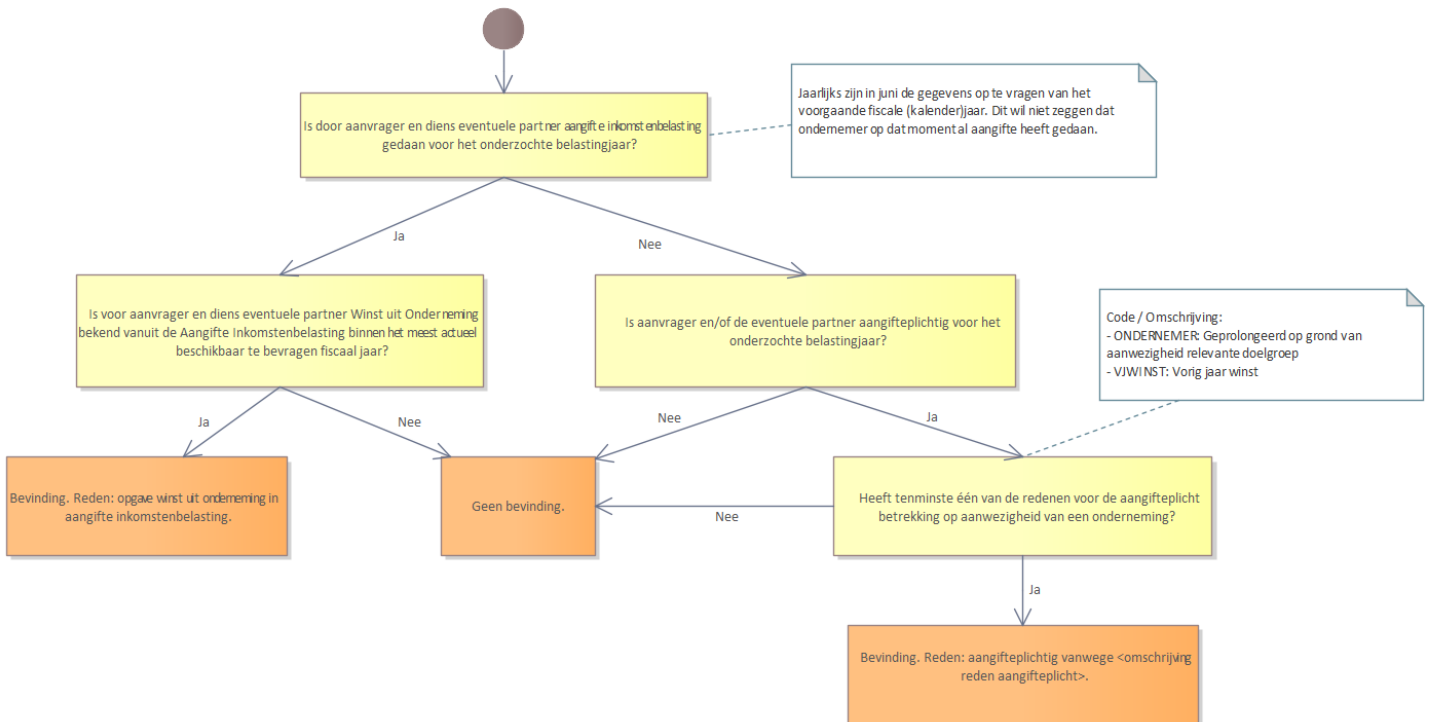 Is door aanvrager en diens eventuele partner aangifte inkomstenbelasting
gedaan voor het onderzochte belastingjaar?
Jaarlijks zijn in juni de gegevens op te vragen van het
voorgaande fiscale (kalender)jaar. Dit wil niet zeggen dat
ondernemer op dat moment al aangifte heeft gedaan.
Ja
Nee
Is voor aanvrager en diens eventuele partner Winst uit Onderneming
bekend vanuit de Aangifte Inkomstenbelasting binnen het meest actueel
beschikbaar te bevragen fiscaal jaar?
Is aanvrager en/of de eventuele partner aangifteplichtig voor het
onderzochte belastingjaar?
Code / Omschrijving:
- ONDERNEMER: Geprolongeerd op grond van
aanwezigheid relevante doelgroep
- VJWINST: Vorig jaar winst
Ja
Nee
Nee
Ja
Bevinding. Reden: opgave winst uit onderneming in
aangifte inkomstenbelasting.
Geen bevinding.
Heeft tenminste één van de redenen voor de aangifteplicht
betrekking op aanwezigheid van een onderneming?
Nee
Ja
Bevinding. Reden: aangifteplichtig vanwege <omschrijving
reden aangifteplicht>.